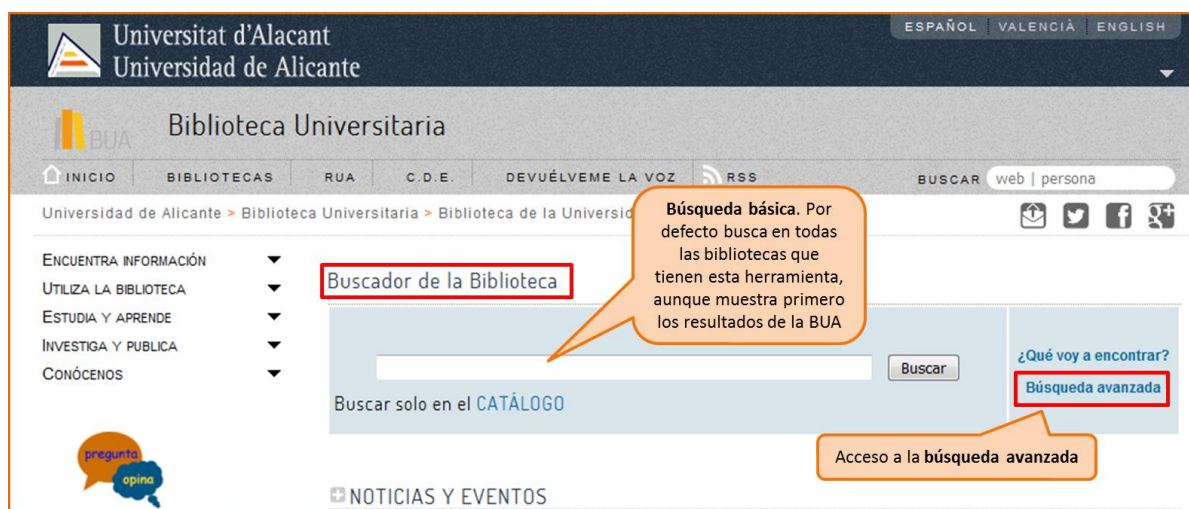 Universitat d'Alacant
Universidad de Alicante
ESPAÑOL VALENCIÀ ENGLISH
BUA
Biblioteca Universitaria
INICIO BIBLIOTECAS RUA C.D.E. DEVUÉLVEME LA VOZ RSS BUSCAR web | persona
Universidad de Alicante > Biblioteca Universitaria > Biblioteca de la
Búsqueda básica. Por
defecto busca en todas
las bibliotecas que
tienen esta herramienta,
aunque muestra primero
los resultados de la BUA
ENCUENTRA INFORMACIÓN
UTILIZA LA BIBLIOTECA
ESTUDIA Y APRENDE
INVESTIGA Y PUBLICA
CONÓCENOS
Buscador de la Biblioteca
Buscar
Buscar solo en el CATÁLOGO
¿Qué voy a encontrar?
Búsqueda avanzada
Acceso a la búsqueda avanzada
pregunta
opina
NOTICIAS Y EVENTOS